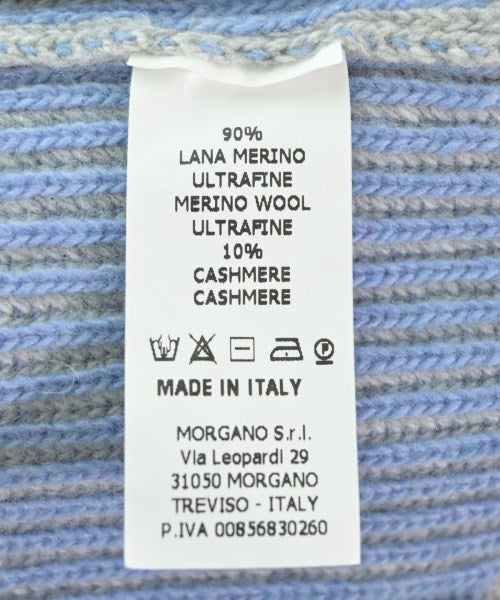 90%
LANA MERINO
ULTRAFINE
MERINO WOOL
ULTRAFINE
10%
CASHMERE
CASHMERE
MADE IN ITALY
MORGANO S.r.l.
Via Leopardi 29
31050 MORGANO
TREVISO - ITALY
P.IVA 00856830260